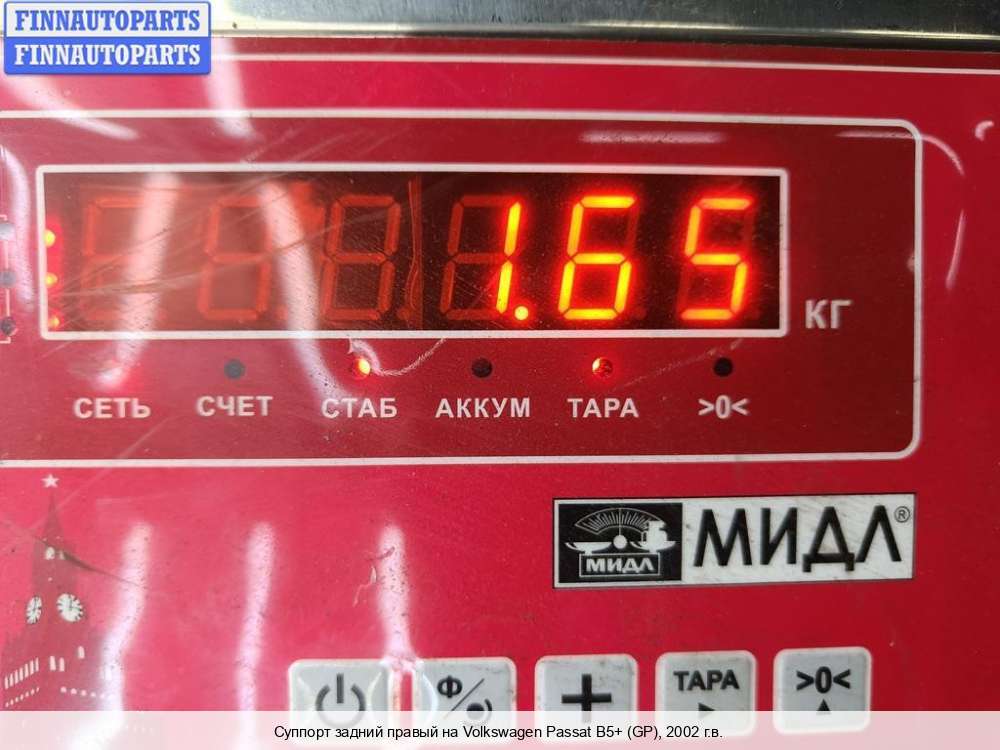 FINNAUTOPARTS
FINNAUTOPARTS
1.65
КГ
СЕТЬ СЧЕТ СТАБ АККУМ ТАРА >0<
МИДЛ МИДЛ®
Ф ТАРА >0<
Суппорт задний правый на Volkswagen Passat B5+ (GP), 2002 г.в.